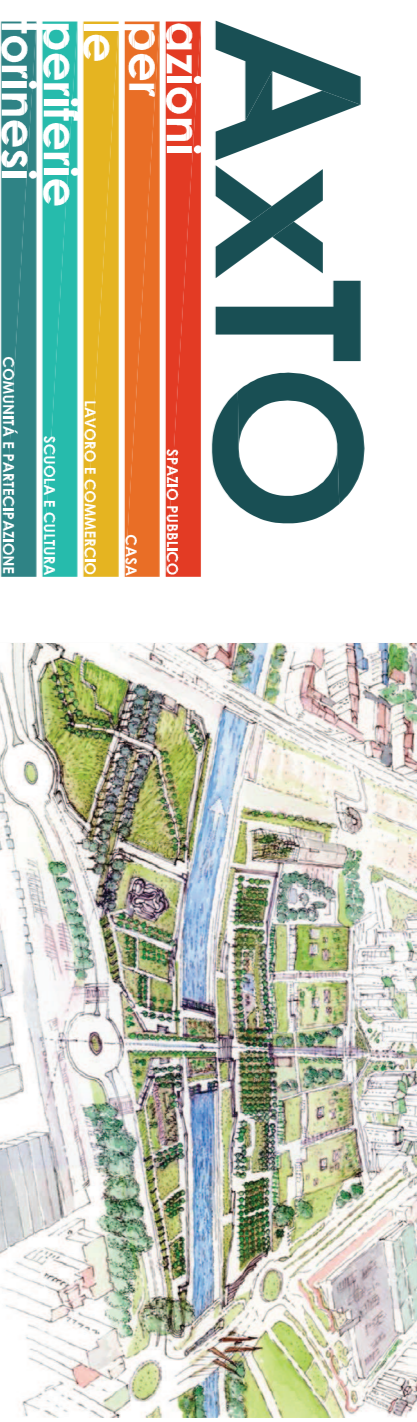 AxTO
azioni
SPAZIO PUBBLICO
per
CASA
le
LAVORO E COMMERCIO
periferie
SCUOLA E CULTURA
torinesi
COMUNITÁ E PARTECIPAZIONE